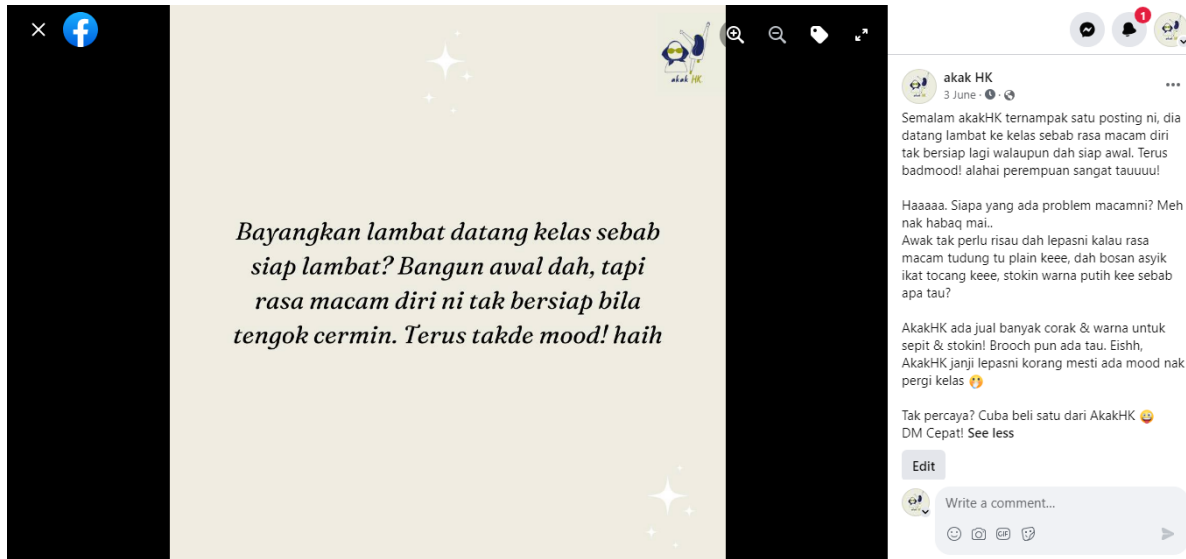 akak HK
Bayangkan lambat datang kelas sebab
siap lambat? Bangun awal dah, tapi
rasa macam diri ni tak bersiap bila
tengok cermin. Terus takde mood! haih
1
akak HK
3 June
Semalam akakHK ternampak satu posting ni, dia
datang lambat ke kelas sebab rasa macam diri
tak bersiap lagi walaupun dah siap awal. Terus
badmood! alahai perempuan sangat tauuuu!
Haaaaa. Siapa yang ada problem macamni? Meh
nak habaq mai..
Awak tak perlu risau dah lepasni kalau rasa
macam tudung tu plain keee, dah bosan asyik
ikat tocang keee, stokin warna putih kee sebab
apa tau?
AkakHK ada jual banyak corak & warna untuk
sepit & stokin! Brooch pun ada tau. Eishh,
AkakHK janji lepasni korang mesti ada mood nak
pergi kelas 🤭
Tak percaya? Cuba beli satu dari AkakHK 😀
DM Cepat! See less
Edit
Write a comment...
GIF